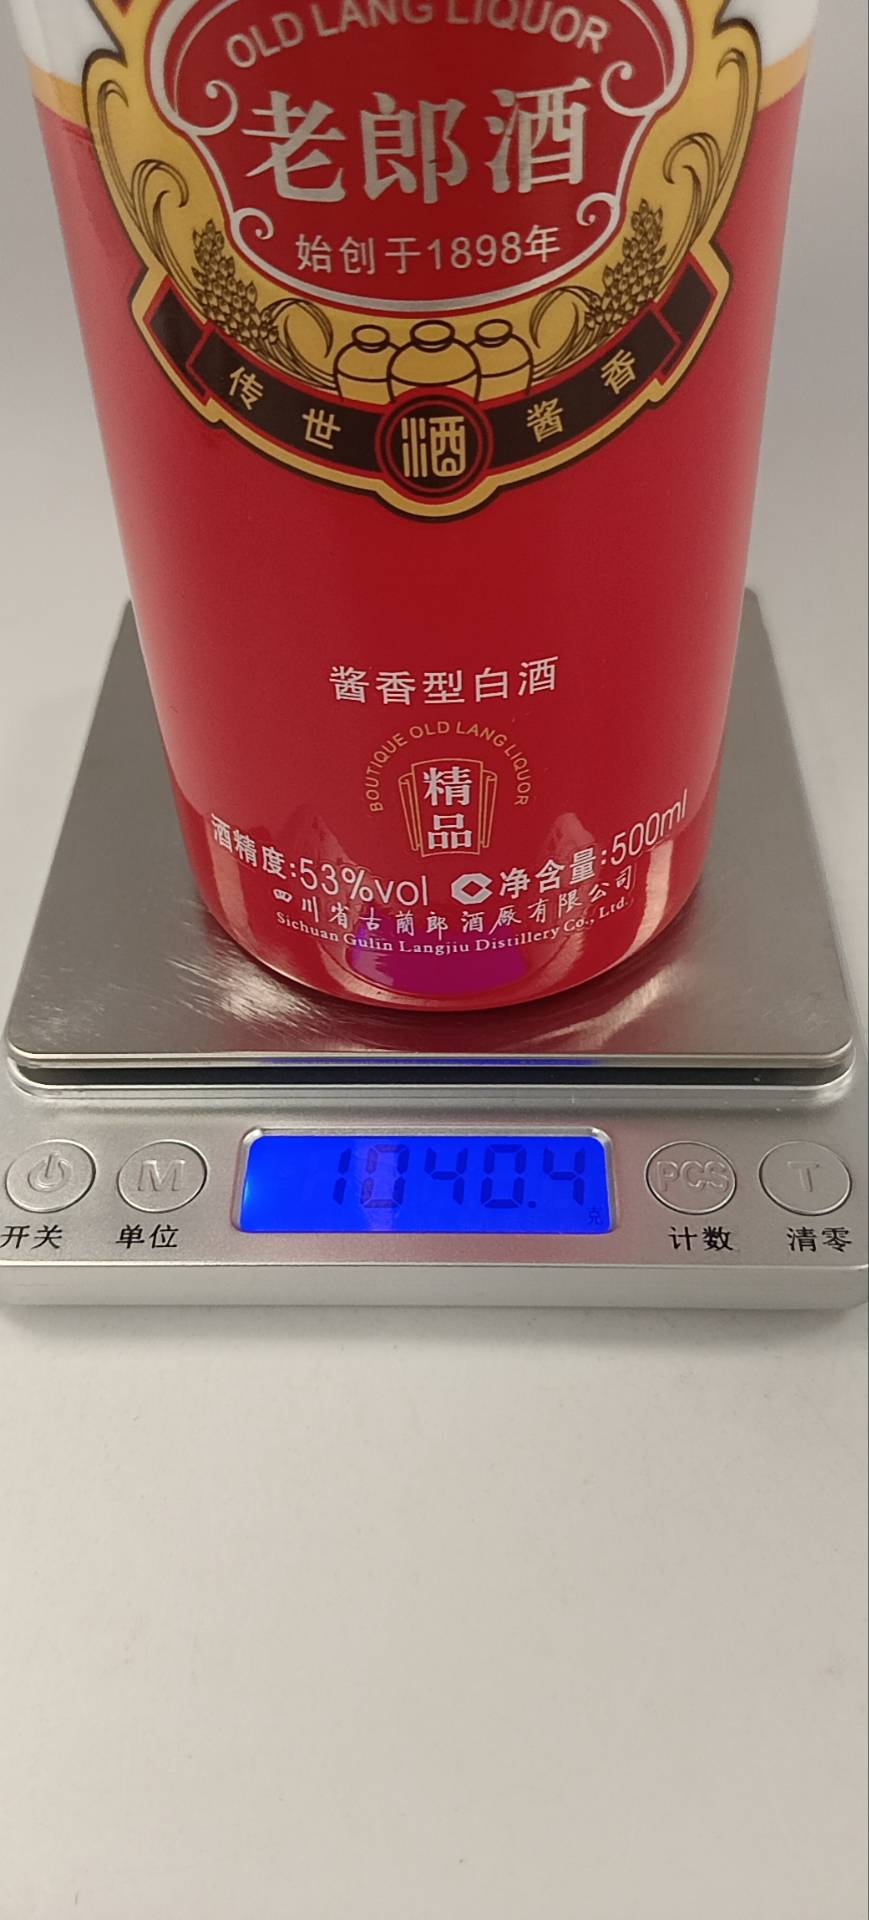 OLD LANG LIQUOR
老郎酒
始创于1898年
传世酒酱香
酱香型白酒
BOUTIQUE OLD LANG LIQUOR
精品
酒精度:53%vol 净含量:500ml
四川省古蔺郎酒厂有限公司
Sichuan Gulin Langjiu Distillery Co., Ltd.
1040.4
克
M PCS T
开关 单位 计数 清零